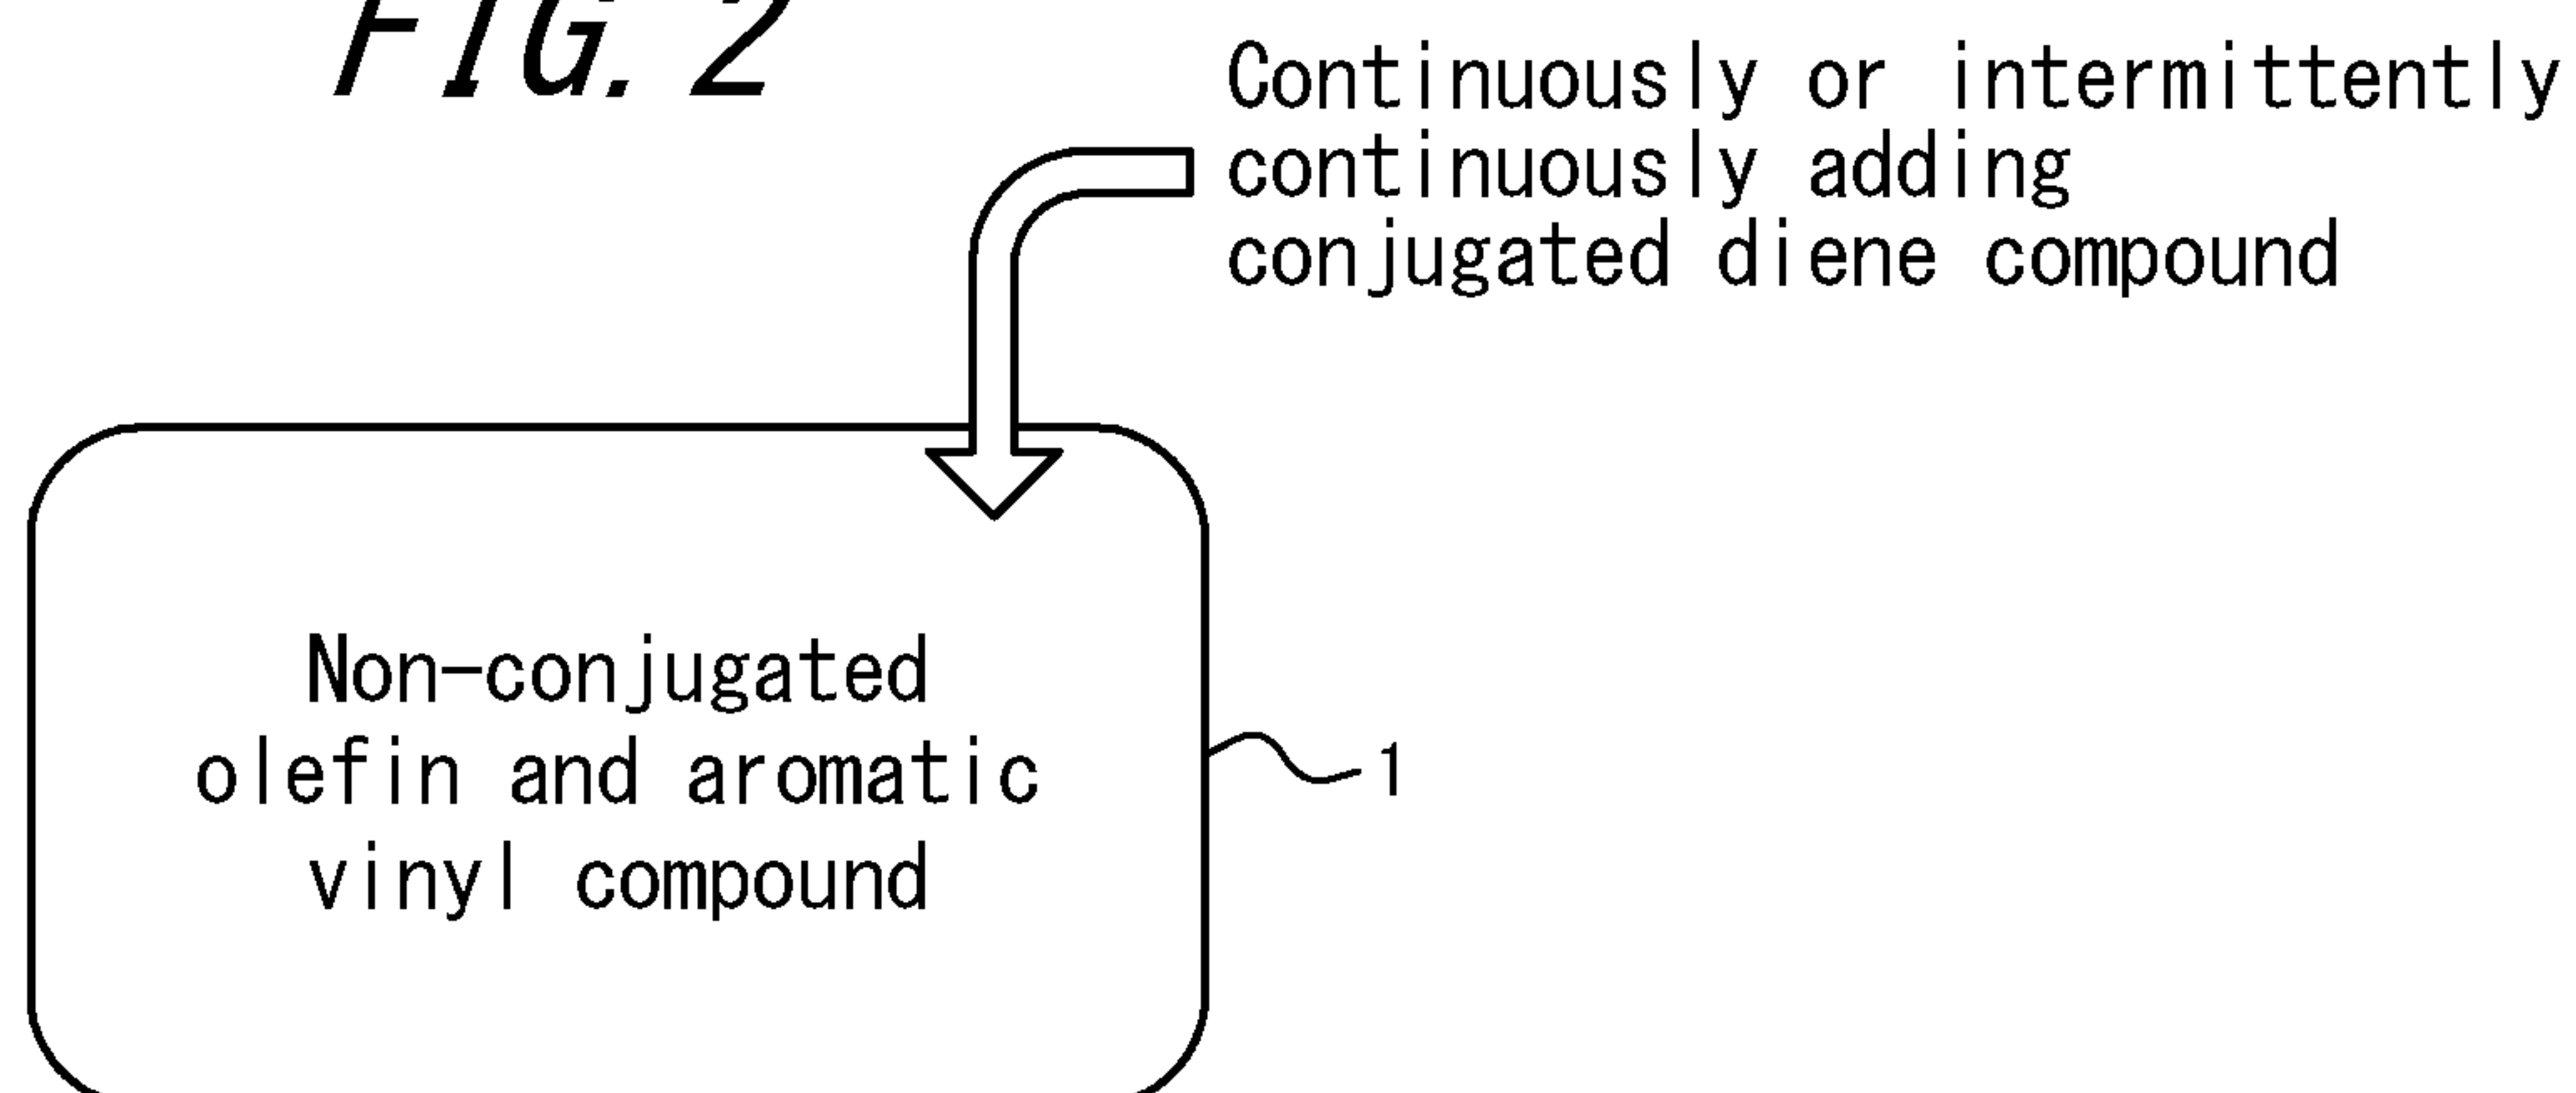 FIG. 2
Continuously or intermittently
continuously adding
conjugated diene compound
Non-conjugated
olefin and aromatic
vinyl compound
1